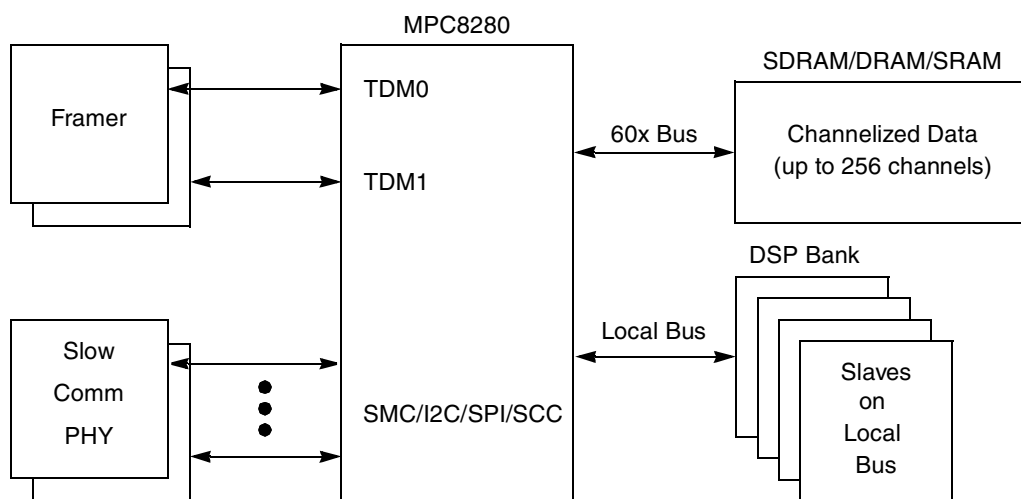 MPC8280
Framer
TDM0
TDM1
Slow
Comm
PHY
SMC/I2C/SPI/SCC
60x Bus
SDRAM/DRAM/SRAM
Channelized Data
(up to 256 channels)
Local Bus
DSP Bank
Slaves
on
Local
Bus